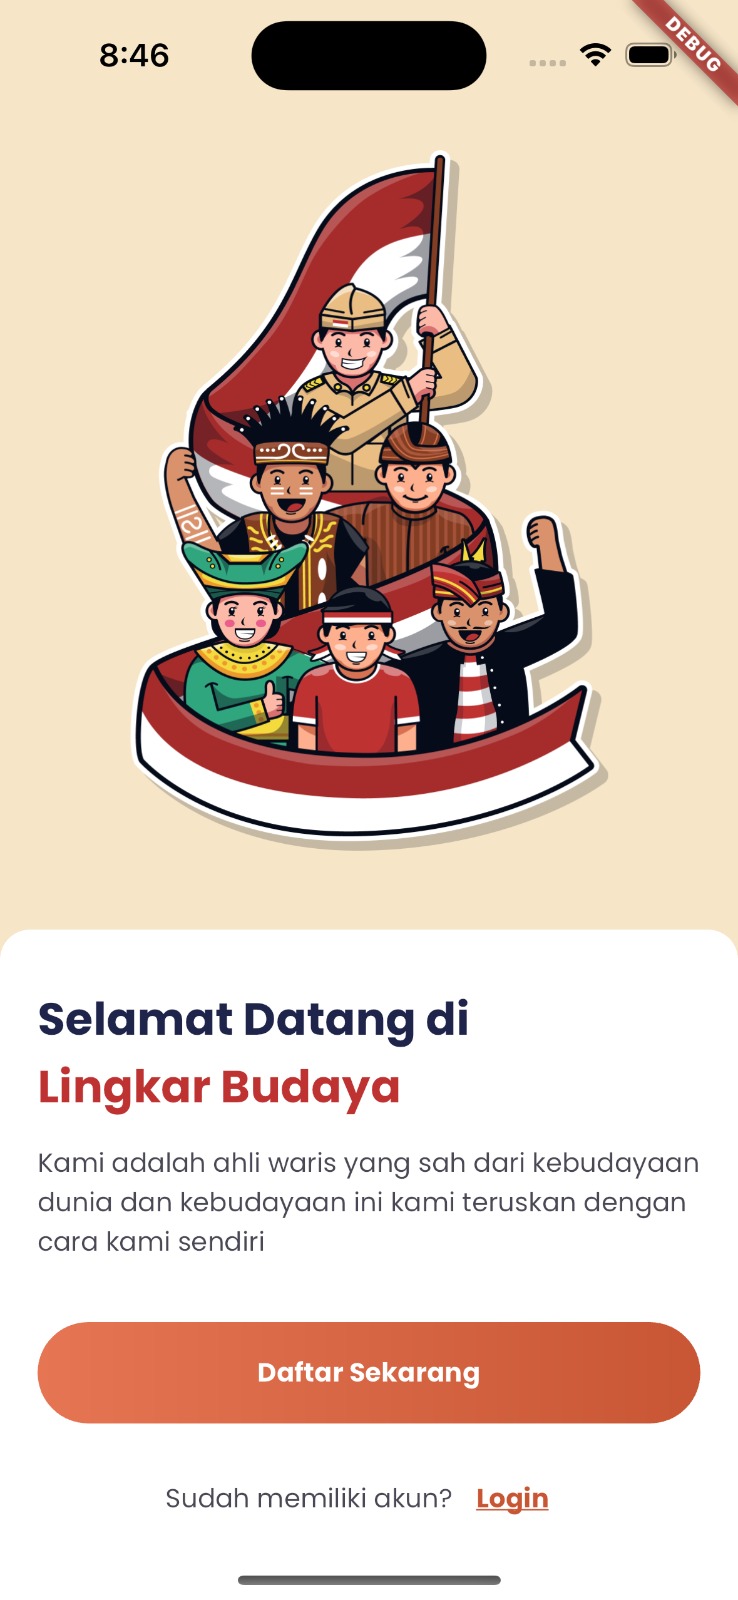 8:46
DEBUG
Selamat Datang di
Lingkar Budaya
Kami adalah ahli waris yang sah dari kebudayaan
dunia dan kebudayaan ini kami teruskan dengan
cara kami sendiri
Daftar Sekarang
Sudah memiliki akun? Login